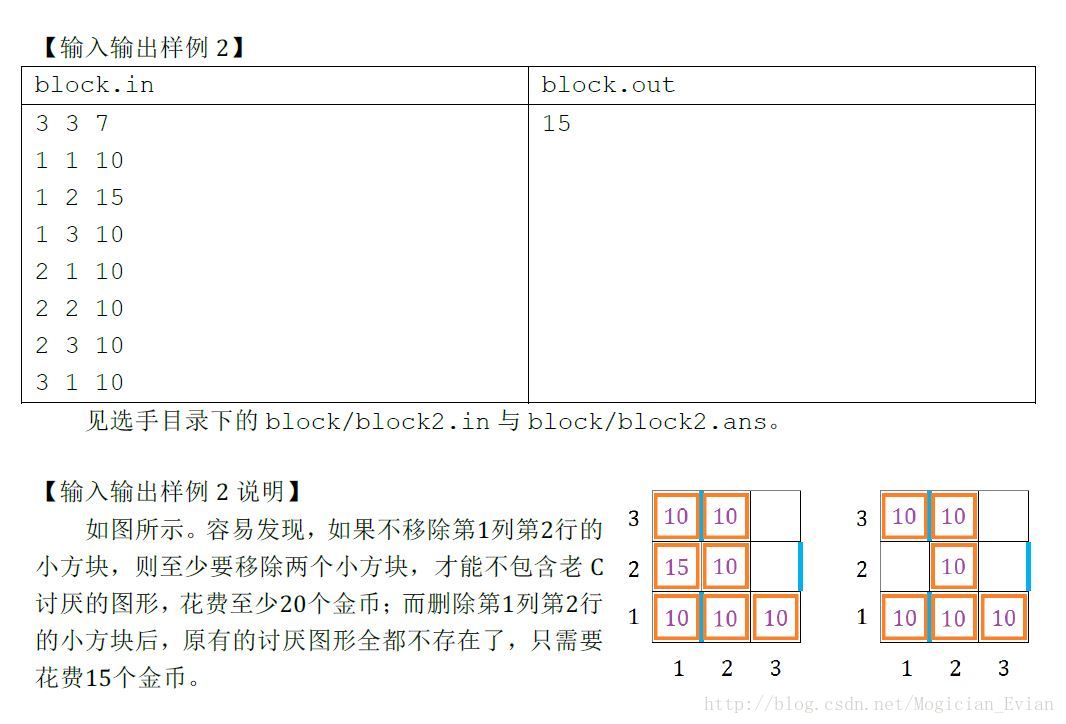 【输入输出样例 2】
block.in block.out
3 3 7 15
1 1 10
1 2 15
1 3 10
2 1 10
2 2 10
2 3 10
3 1 10
见选手目录下的 block/block2.in 与 block/block2.ans。
【输入输出样例 2 说明】
如图所示。容易发现，如果不移除第1列第2行的
小方块，则至少要移除两个小方块，才能不包含老 C
讨厌的图形，花费至少20个金币；而删除第1列第2行
的小方块后，原有的讨厌图形全都不存在了，只需要
花费15个金币。
3 10 10
2 15 10
1 10 10 10
1 2 3
3 10 10
2 10
1 10 10 10
1 2 3
http://blog.csdn.net/Mogician_Evian